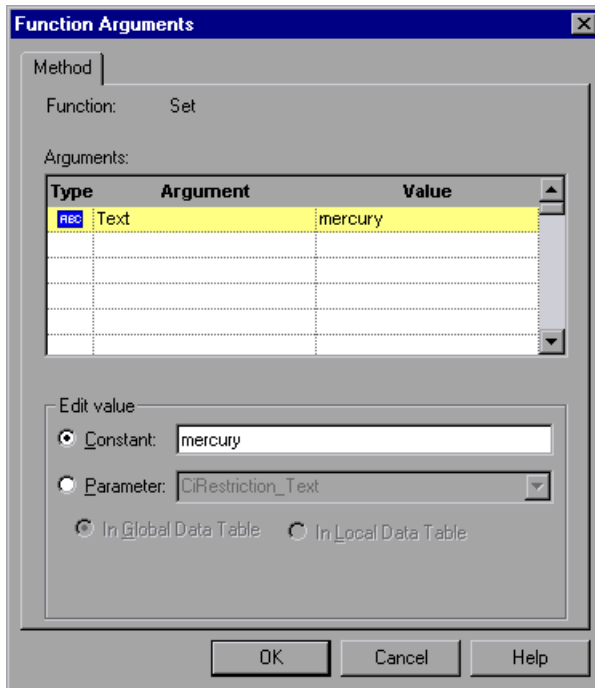 Function Arguments
Method
Function: Set
Arguments:
Type Argument Value
ABC Text mercury
Edit value
Constant: mercury
Parameter: CiRestriction_Text
In Global Data Table In Local Data Table
OK Cancel Help